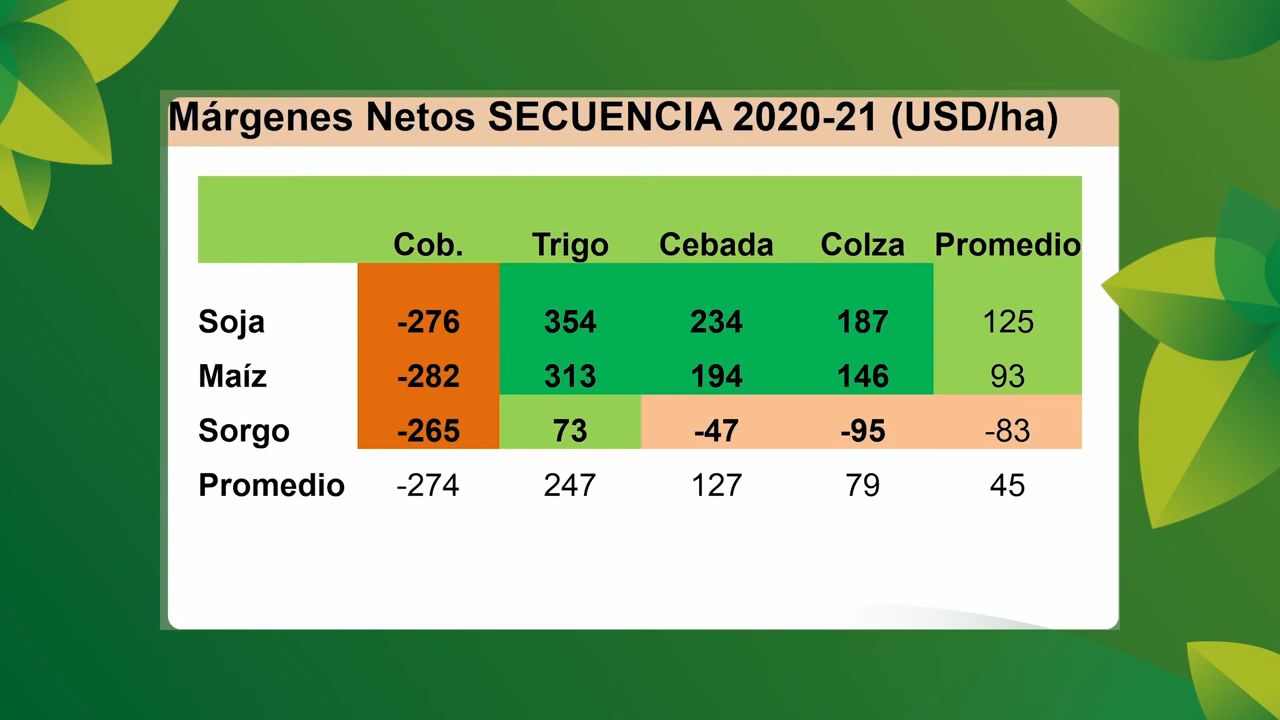 Márgenes Netos SECUENCIA 2020-21 (USD/ha)
Cob. Trigo Cebada Colza Promedio
Soja -276 354 234 187 125
Maíz -282 313 194 146 93
Sorgo -265 73 -47 -95 -83
Promedio -274 247 127 79 45